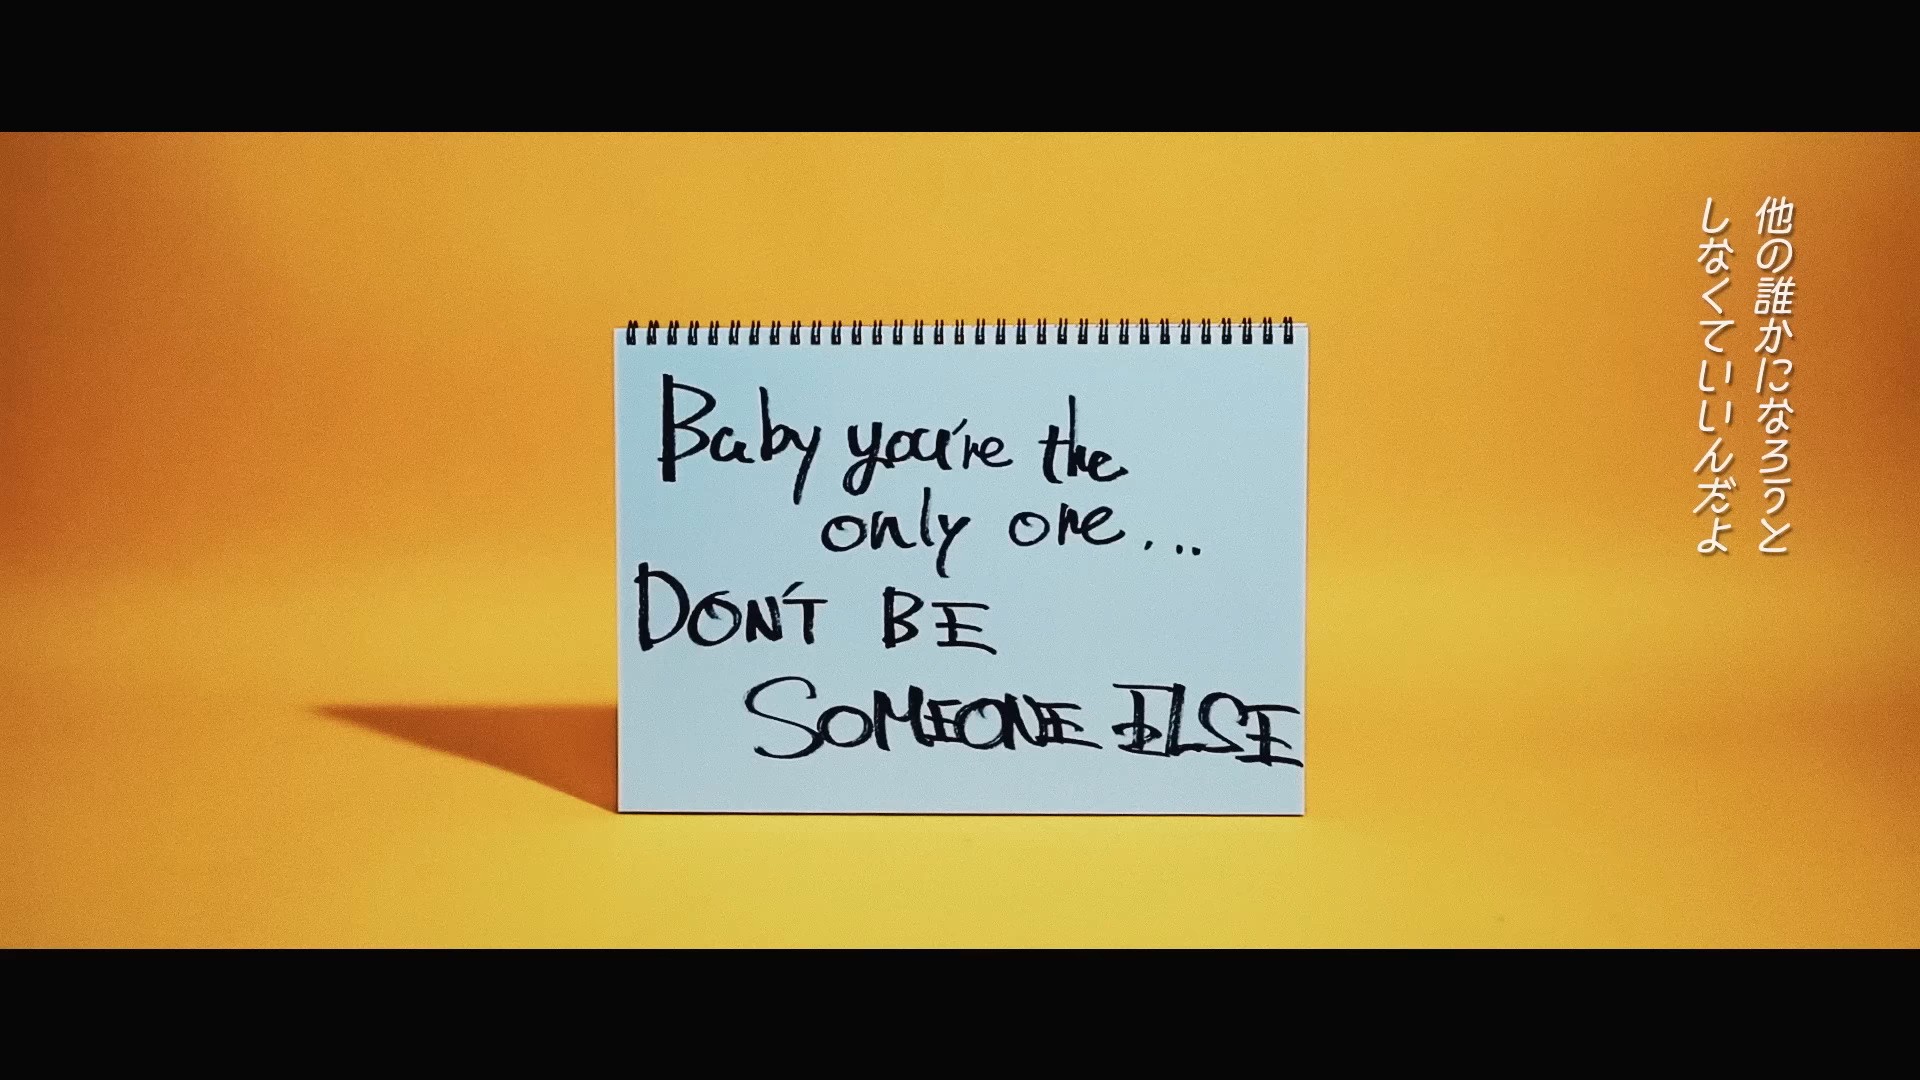 Baby you're the
only one...
DON'T BE
SOMEONE ELSE
他の誰かになろうと
しなくていいんだよ